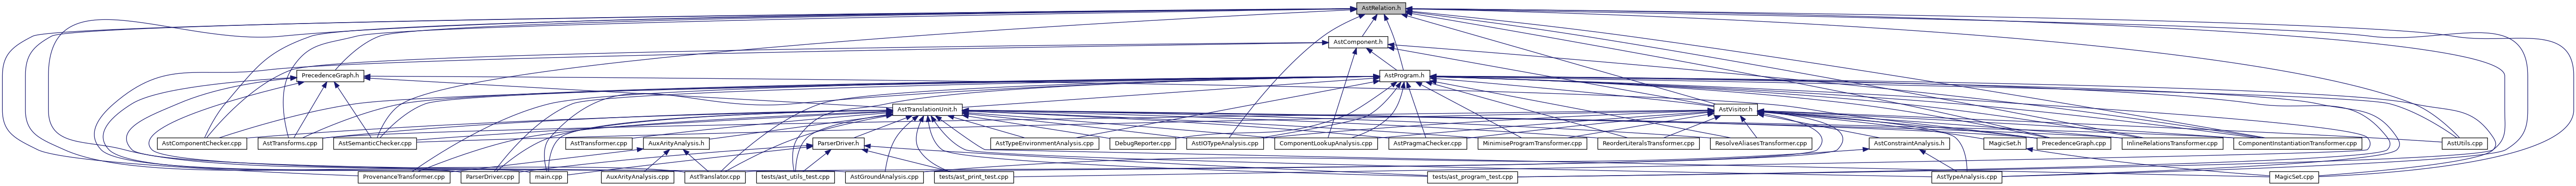 AstRelation.h
AstComponent.h
PrecedenceGraph.h
AstProgram.h
AstTranslationUnit.h
AstVisitor.h
AstComponentChecker.cpp
AstTransforms.cpp
AstSemanticChecker.cpp
AstTransformer.cpp
AuxArityAnalysis.h
ParserDriver.h
AstTypeEnvironmentAnalysis.cpp
DebugReporter.cpp
AstIOTypeAnalysis.cpp
ComponentLookupAnalysis.cpp
AstPragmaChecker.cpp
MinimiseProgramTransformer.cpp
ReorderLiteralsTransformer.cpp
ResolveAliasesTransformer.cpp
AstConstraintAnalysis.h
MagicSet.h
PrecedenceGraph.cpp
InlineRelationsTransformer.cpp
ComponentInstantiationTransformer.cpp
AstUtils.cpp
ProvenanceTransformer.cpp
ParserDriver.cpp
main.cpp
AuxArityAnalysis.cpp
AstTranslator.cpp
tests/ast_utils_test.cpp
AstGroundAnalysis.cpp
tests/ast_print_test.cpp
tests/ast_program_test.cpp
AstTypeAnalysis.cpp
MagicSet.cpp